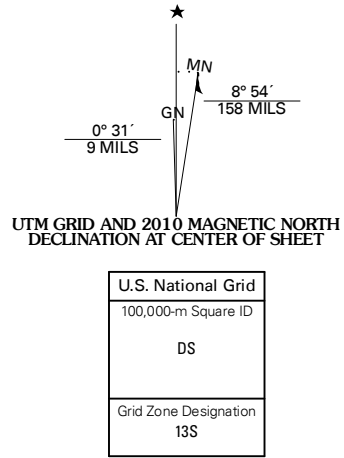 MN
GN
8° 54´
158 MILS
0° 31´
9 MILS
UTM GRID AND 2010 MAGNETIC NORTH
DECLINATION AT CENTER OF SHEET
U.S. National Grid
100,000-m Square ID
DS
Grid Zone Designation
13S